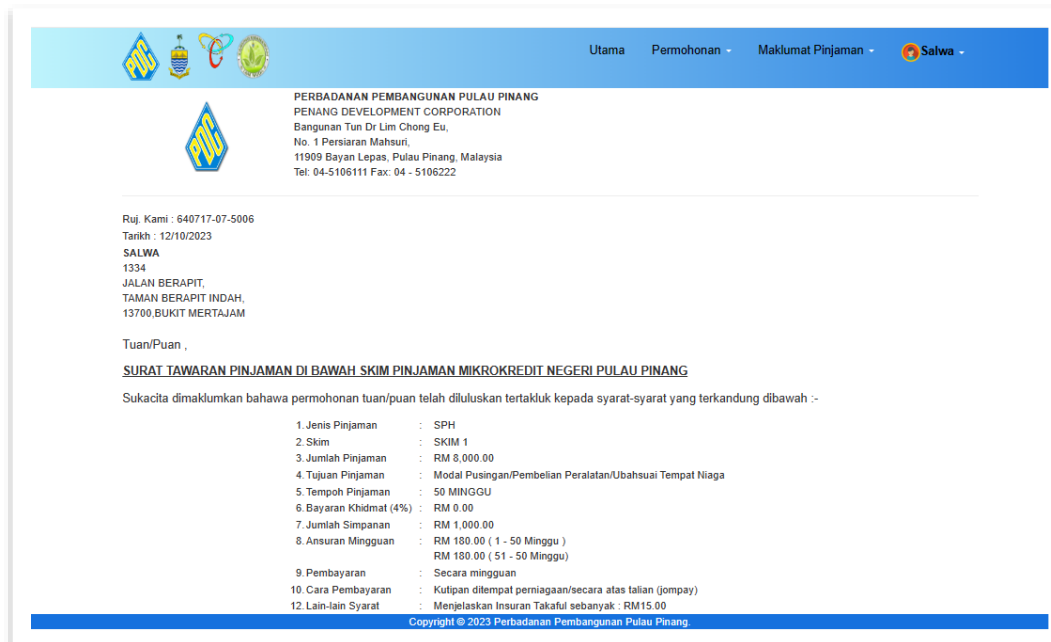 PDC
Utama Permohonan Maklumat Pinjaman Salwa
PDC
PERBADANAN PEMBANGUNAN PULAU PINANG
PENANG DEVELOPMENT CORPORATION
Bangunan Tun Dr Lim Chong Eu,
No. 1 Persiaran Mahsuri,
11909 Bayan Lepas, Pulau Pinang, Malaysia
Tel: 04-5106111 Fax: 04 - 5106222
Ruj. Kami : 640717-07-5006
Tarikh : 12/10/2023
SALWA
1334
JALAN BERAPIT,
TAMAN BERAPIT INDAH,
13700,BUKIT MERTAJAM
Tuan/Puan ,
SURAT TAWARAN PINJAMAN DI BAWAH SKIM PINJAMAN MIKROKREDIT NEGERI PULAU PINANG
Sukacita dimaklumkan bahawa permohonan tuan/puan telah diluluskan tertakluk kepada syarat-syarat yang terkandung dibawah :-
1. Jenis Pinjaman : SPH
2. Skim : SKIM 1
3. Jumlah Pinjaman : RM 8,000.00
4. Tujuan Pinjaman : Modal Pusingan/Pembelian Peralatan/Ubahsuai Tempat Niaga
5. Tempoh Pinjaman : 50 MINGGU
6. Bayaran Khidmat (4%) : RM 0.00
7. Jumlah Simpanan : RM 1,000.00
8. Ansuran Mingguan : RM 180.00 ( 1 - 50 Minggu )
RM 180.00 ( 51 - 50 Minggu)
9. Pembayaran : Secara mingguan
10. Cara Pembayaran : Kutipan ditempat perniagaan/secara atas talian (jompay)
12. Lain-lain Syarat : Menjelaskan Insuran Takaful sebanyak : RM15.00
Copyright © 2023 Perbadanan Pembangunan Pulau Pinang.